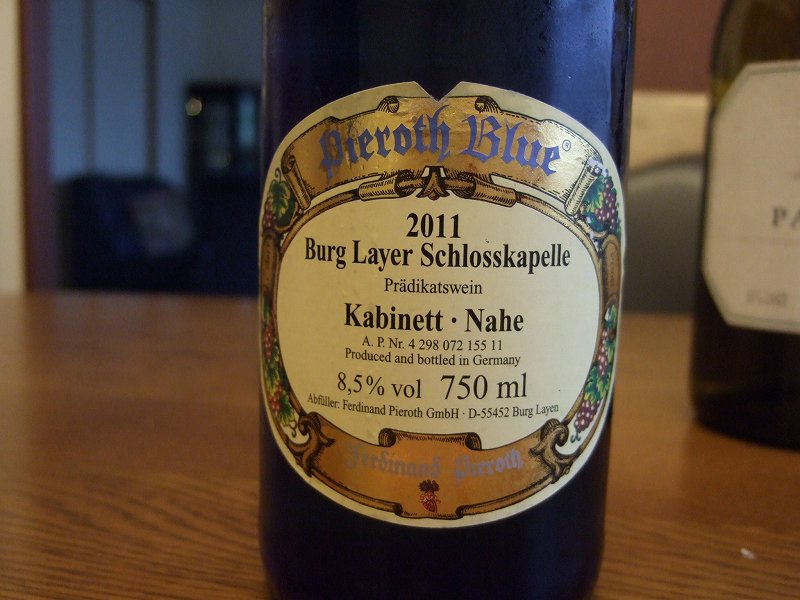 Pieroth Blue®
2011
Burg Layer Schlosskapelle
Prädikatswein
Kabinett · Nahe
A. P. Nr. 4 298 072 155 11
Produced and bottled in Germany
8,5% vol 750 ml
Abfüller: Ferdinand Pieroth GmbH · D-55452 Burg Layen
Ferdinand Pieroth
PA